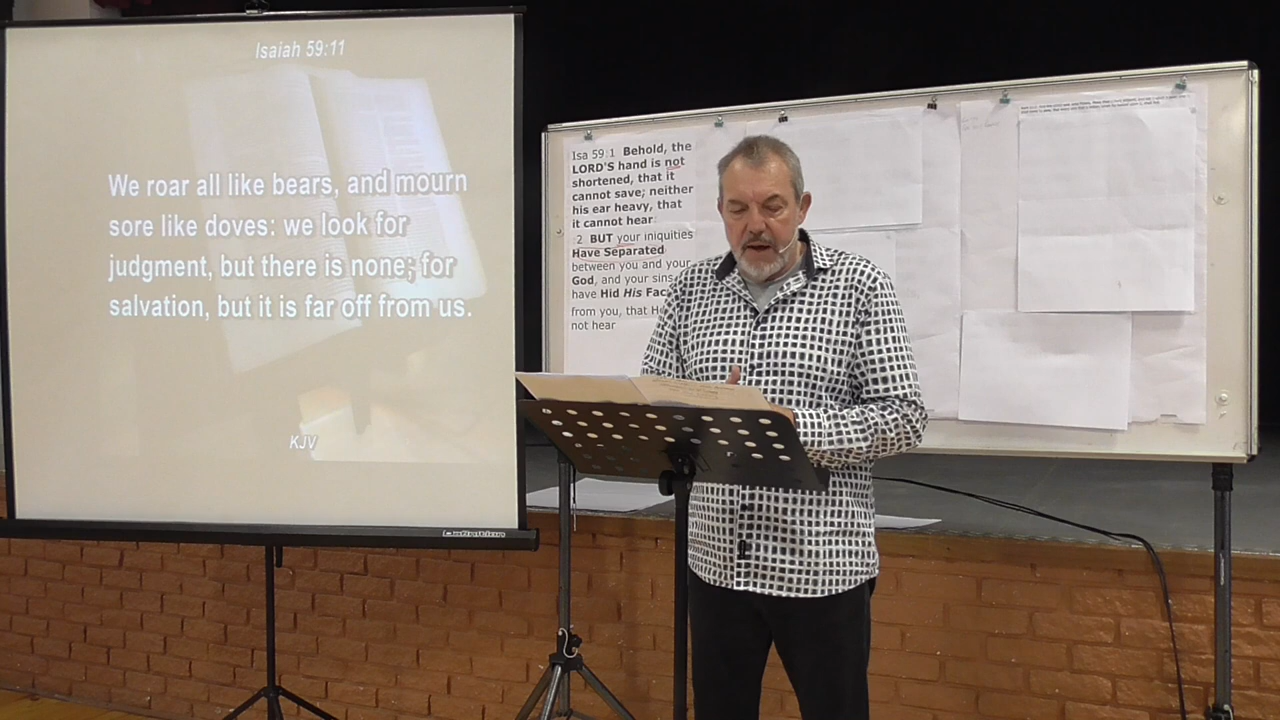 Isaiah 59:11
We roar all like bears, and mourn
sore like doves: we look for
judgment, but there is none; for
salvation, but it is far off from us.
KJV
Isa 59:1 Behold, the
LORD'S hand is not
shortened, that it
cannot save; neither
his ear heavy, that
it cannot hear:
2 BUT your iniquities
Have Separated
between you and your
God, and your sins
have Hid His
from you, that
not hear